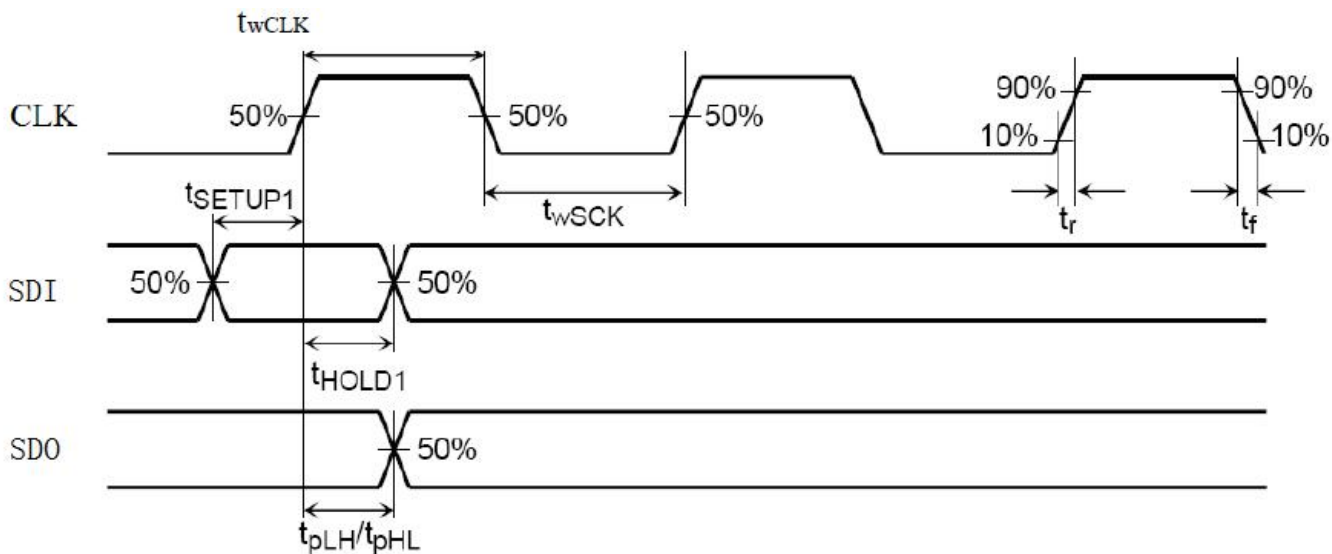 twCLK
CLK 50% 50% 50% 90% 10% 90% 10%
tSETUP1 twSCK tr tf
SDI 50% 50%
tHOLD1
SDO 50%
tpLH/tpHL